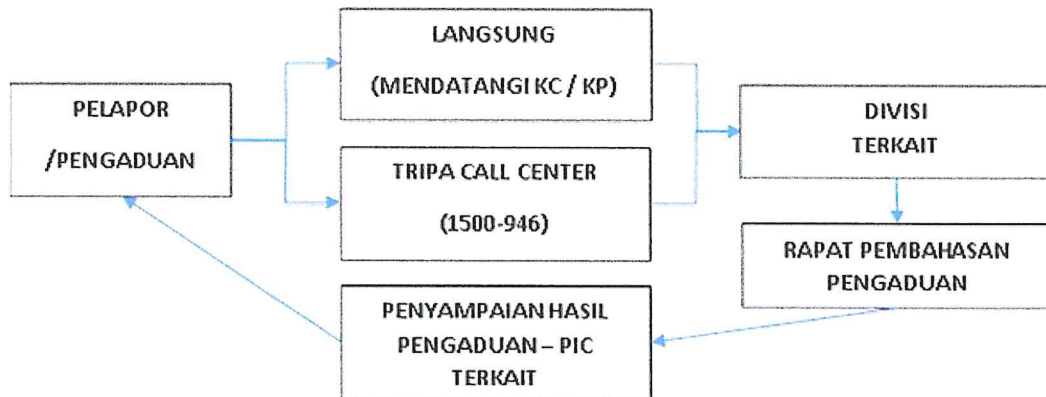 PELAPOR
/PENGADUAN
LANGSUNG
(MENDATANGI KC / KP)
TRIPA CALL CENTER
(1500-946)
DIVISI
TERKAIT
RAPAT PEMBAHASAN
PENGADUAN
PENYAMPAIAN HASIL
PENGADUAN – PIC
TERKAIT